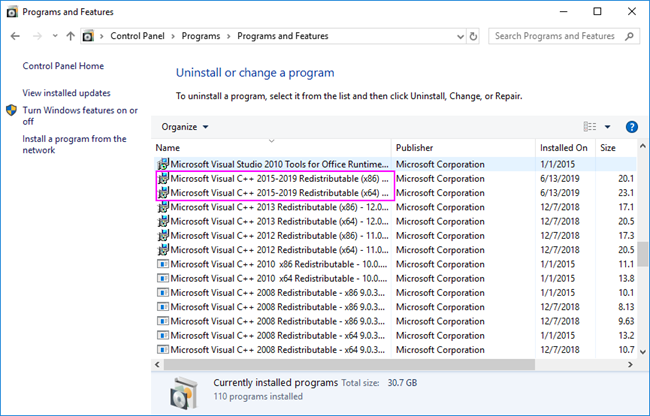 Programs and Features
Control Panel > Programs > Programs and Features
Search Programs and Features
Control Panel Home
View installed updates
Turn Windows features on or
off
Install a program from the
network
Uninstall or change a program
To uninstall a program, select it from the list and then click Uninstall, Change, or Repair.
Organize
Name Publisher Installed On Size
Microsoft Visual Studio 2010 Tools for Office Runtime... Microsoft Corporation 1/1/2015
Microsoft Visual C++ 2015-2019 Redistributable (x86) ... Microsoft Corporation 6/13/2019 20.1
Microsoft Visual C++ 2015-2019 Redistributable (x64) ... Microsoft Corporation 6/13/2019 23.1
Microsoft Visual C++ 2013 Redistributable (x86) - 12.0... Microsoft Corporation 12/7/2018 17.1
Microsoft Visual C++ 2013 Redistributable (x64) - 12.0... Microsoft Corporation 12/7/2018 20.5
Microsoft Visual C++ 2012 Redistributable (x86) - 11.0... Microsoft Corporation 12/7/2018 17.3
Microsoft Visual C++ 2012 Redistributable (x64) - 11.0... Microsoft Corporation 12/7/2018 20.5
Microsoft Visual C++ 2010 x86 Redistributable - 10.0.... Microsoft Corporation 1/1/2015 11.1
Microsoft Visual C++ 2010 x64 Redistributable - 10.0.... Microsoft Corporation 1/1/2015 13.8
Microsoft Visual C++ 2008 Redistributable - x86 9.0.3... Microsoft Corporation 1/1/2015 10.1
Microsoft Visual C++ 2008 Redistributable - x86 9.0.3... Microsoft Corporation 12/7/2018 8.13
Microsoft Visual C++ 2008 Redistributable - x86 9.0.3... Microsoft Corporation 12/7/2018 9.63
Microsoft Visual C++ 2008 Redistributable - x64 9.0.3... Microsoft Corporation 1/1/2015 13.2
Microsoft Visual C++ 2008 Redistributable - x64 9.0.3... Microsoft Corporation 12/7/2018 10.7
Currently installed programs Total size: 30.7 GB
110 programs installed